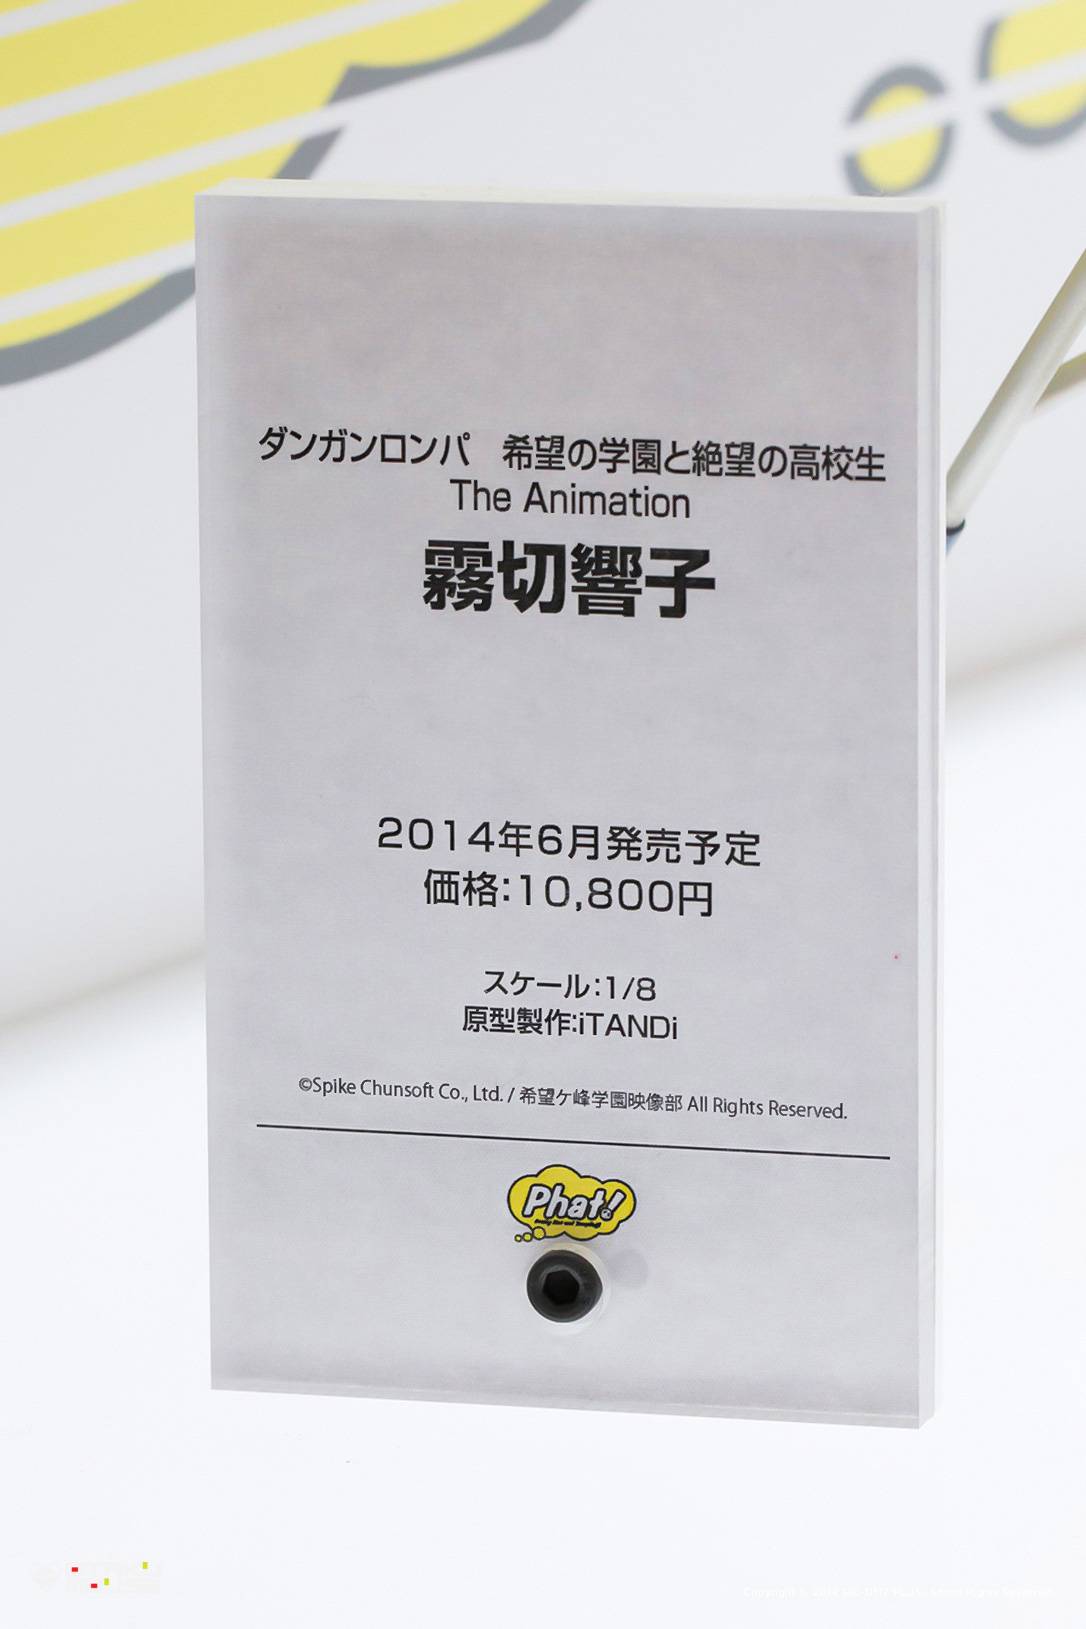 ダンガンロンパ　希望の学園と絶望の高校生
The Animation
霧切響子
2014年6月発売予定
価格:10,800円
スケール:1/8
原型製作:iTANDi
©Spike Chunsoft Co., Ltd. / 希望ケ峰学園映像部 All Rights Reserved.
Phat!